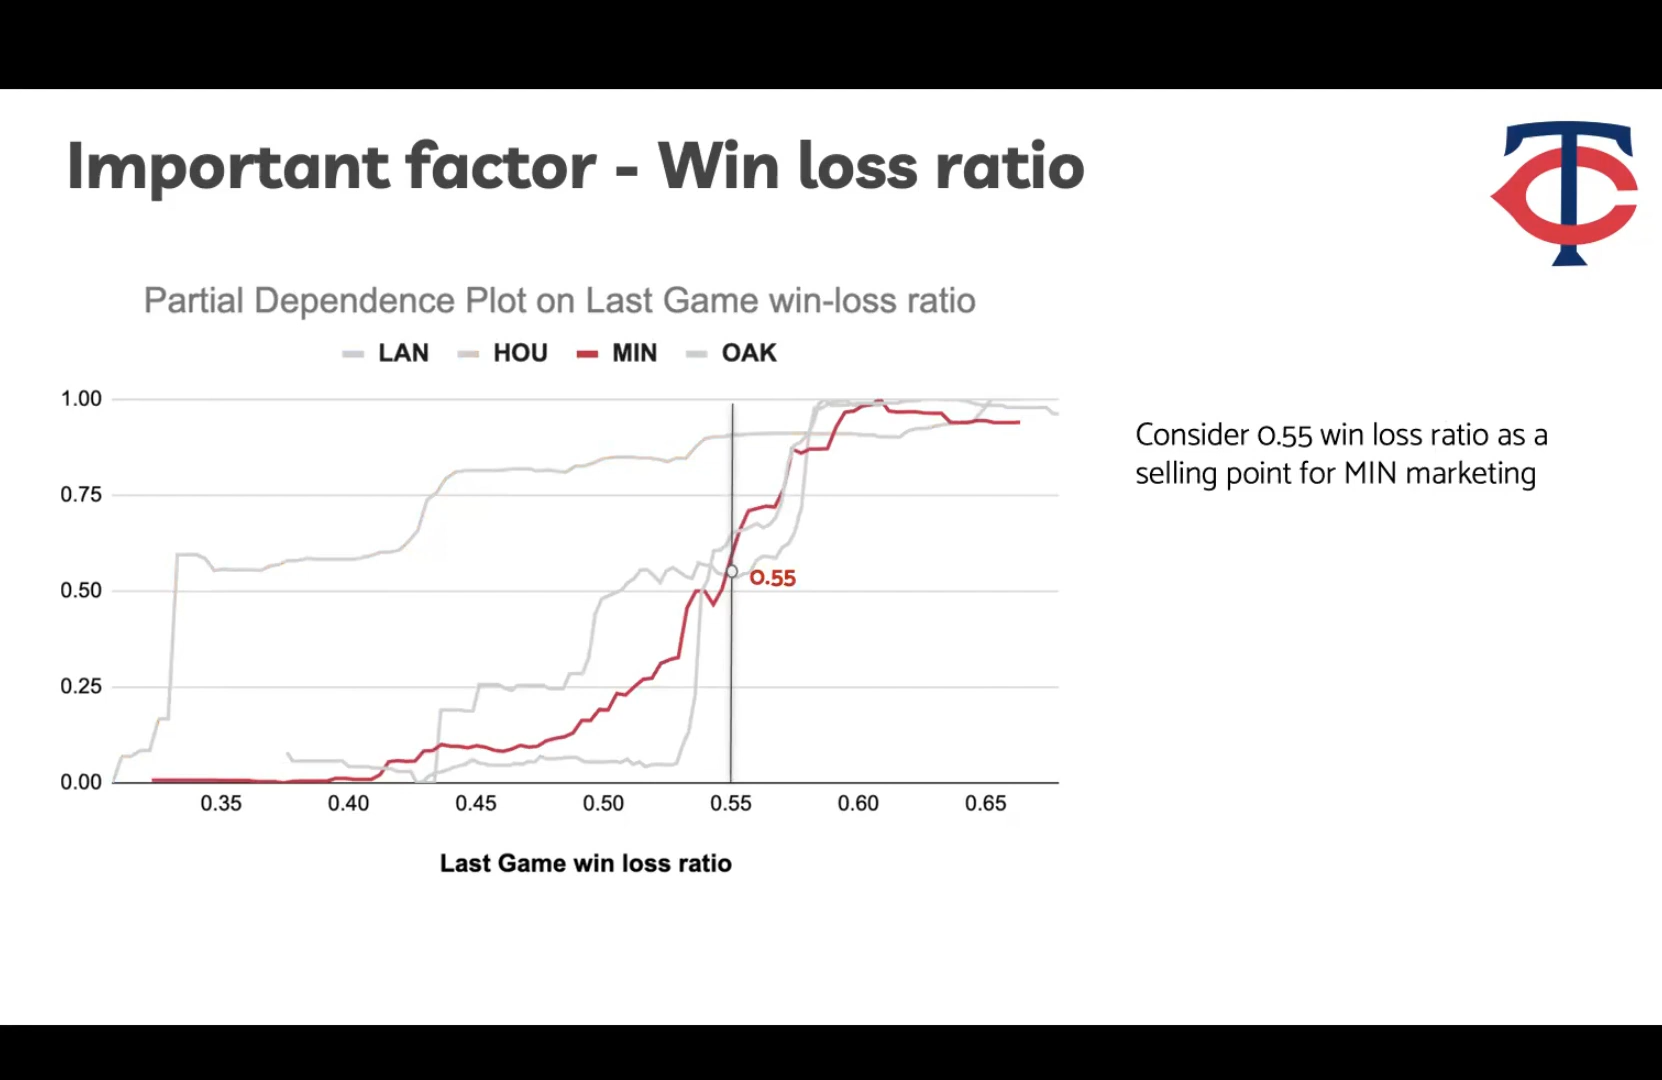 Important factor - Win loss ratio
TC
Partial Dependence Plot on Last Game win-loss ratio
LAN HOU MIN OAK
1.00
0.75
0.50
0.25
0.00
0.55
0.35 0.40 0.45 0.50 0.55 0.60 0.65
Last Game win loss ratio
Consider 0.55 win loss ratio as a
selling point for MIN marketing